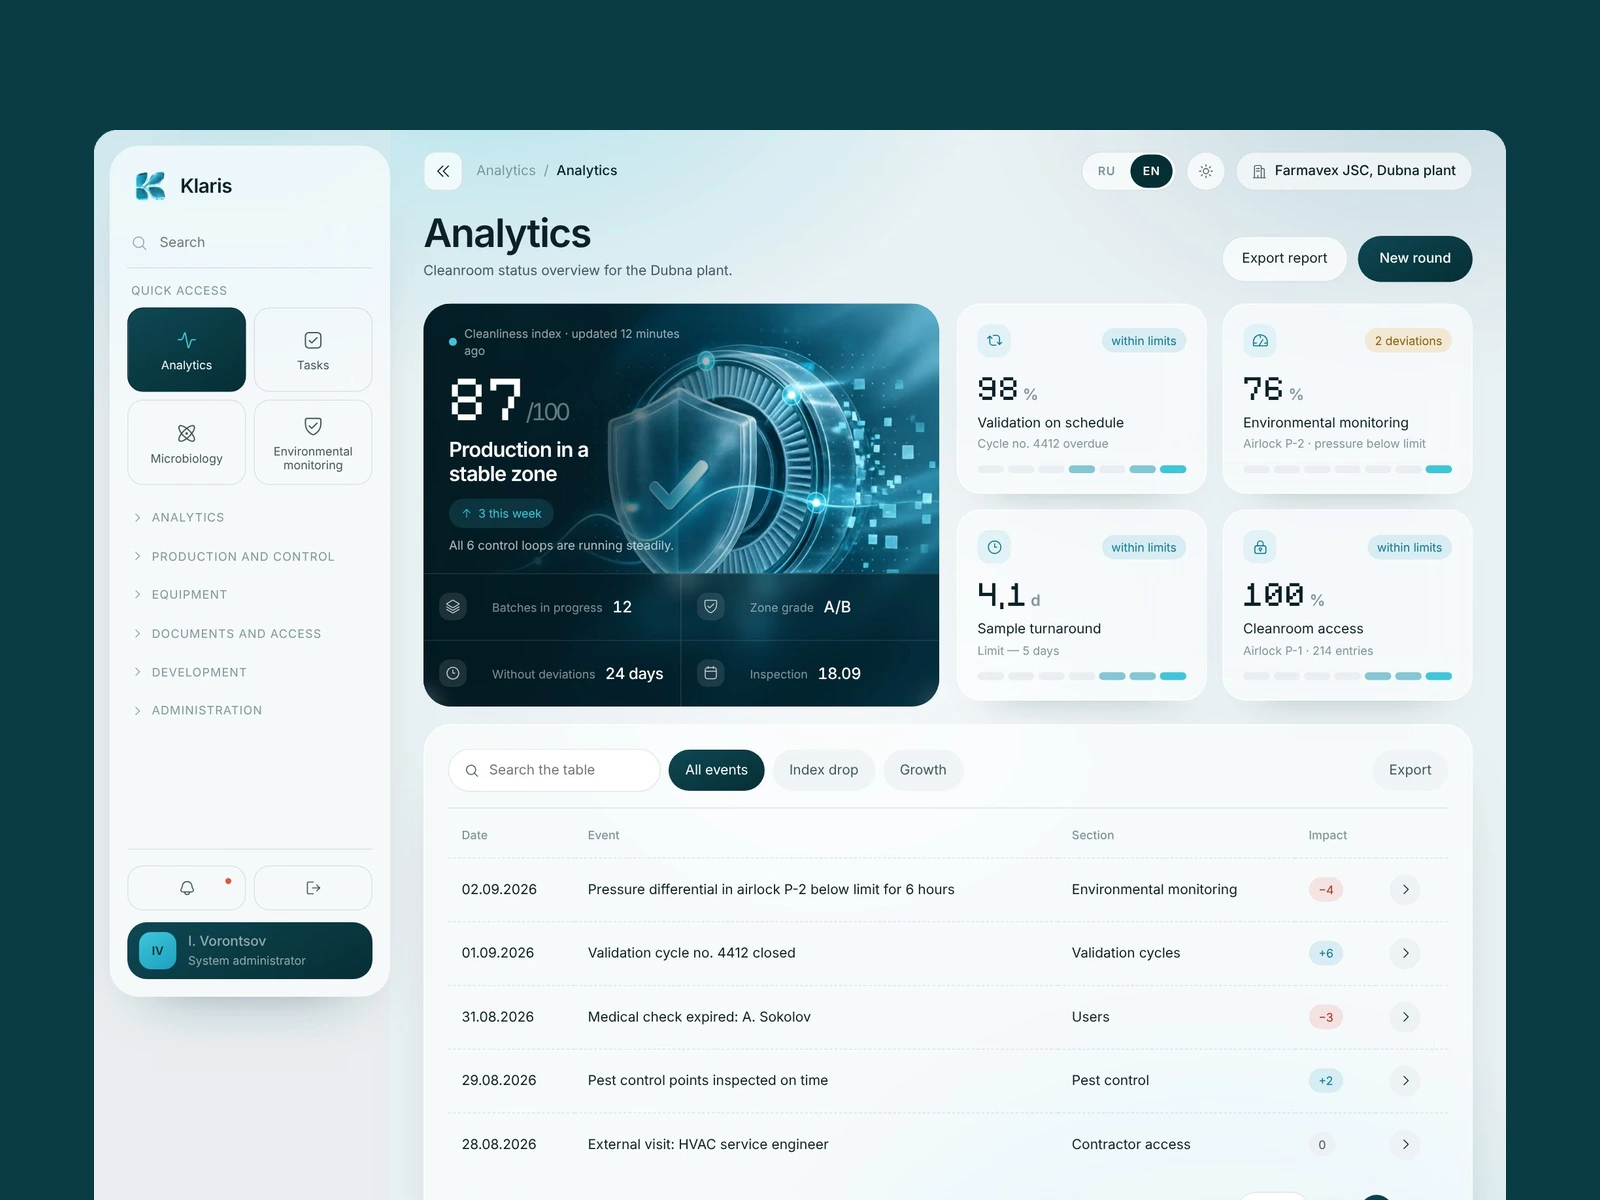 Klaris
Search
QUICK ACCESS
Analytics
Tasks
Microbiology
Environmental
monitoring
ANALYTICS
PRODUCTION AND CONTROL
EQUIPMENT
DOCUMENTS AND ACCESS
DEVELOPMENT
ADMINISTRATION
IV
I. Vorontsov
System administrator
Analytics / Analytics
RU EN
Farmavex JSC, Dubna plant
Analytics
Cleanroom status overview for the Dubna plant.
Export report
New round
Cleanliness index · updated 12 minutes
ago
87 /100
Production in a
stable zone
↑ 3 this week
All 6 control loops are running steadily.
Batches in progress 12
Zone grade A/B
Without deviations 24 days
Inspection 18.09
within limits
98 %
Validation on schedule
Cycle no. 4412 overdue
2 deviations
76 %
Environmental monitoring
Airlock P-2 · pressure below limit
within limits
4,1 d
Sample turnaround
Limit — 5 days
within limits
100 %
Cleanroom access
Airlock P-1 · 214 entries
Search the table
All events
Index drop
Growth
Export
Date Event Section Impact
02.09.2026 Pressure differential in airlock P-2 below limit for 6 hours Environmental monitoring −4
01.09.2026 Validation cycle no. 4412 closed Validation cycles +6
31.08.2026 Medical check expired: A. Sokolov Users −3
29.08.2026 Pest control points inspected on time Pest control +2
28.08.2026 External visit: HVAC service engineer Contractor access 0